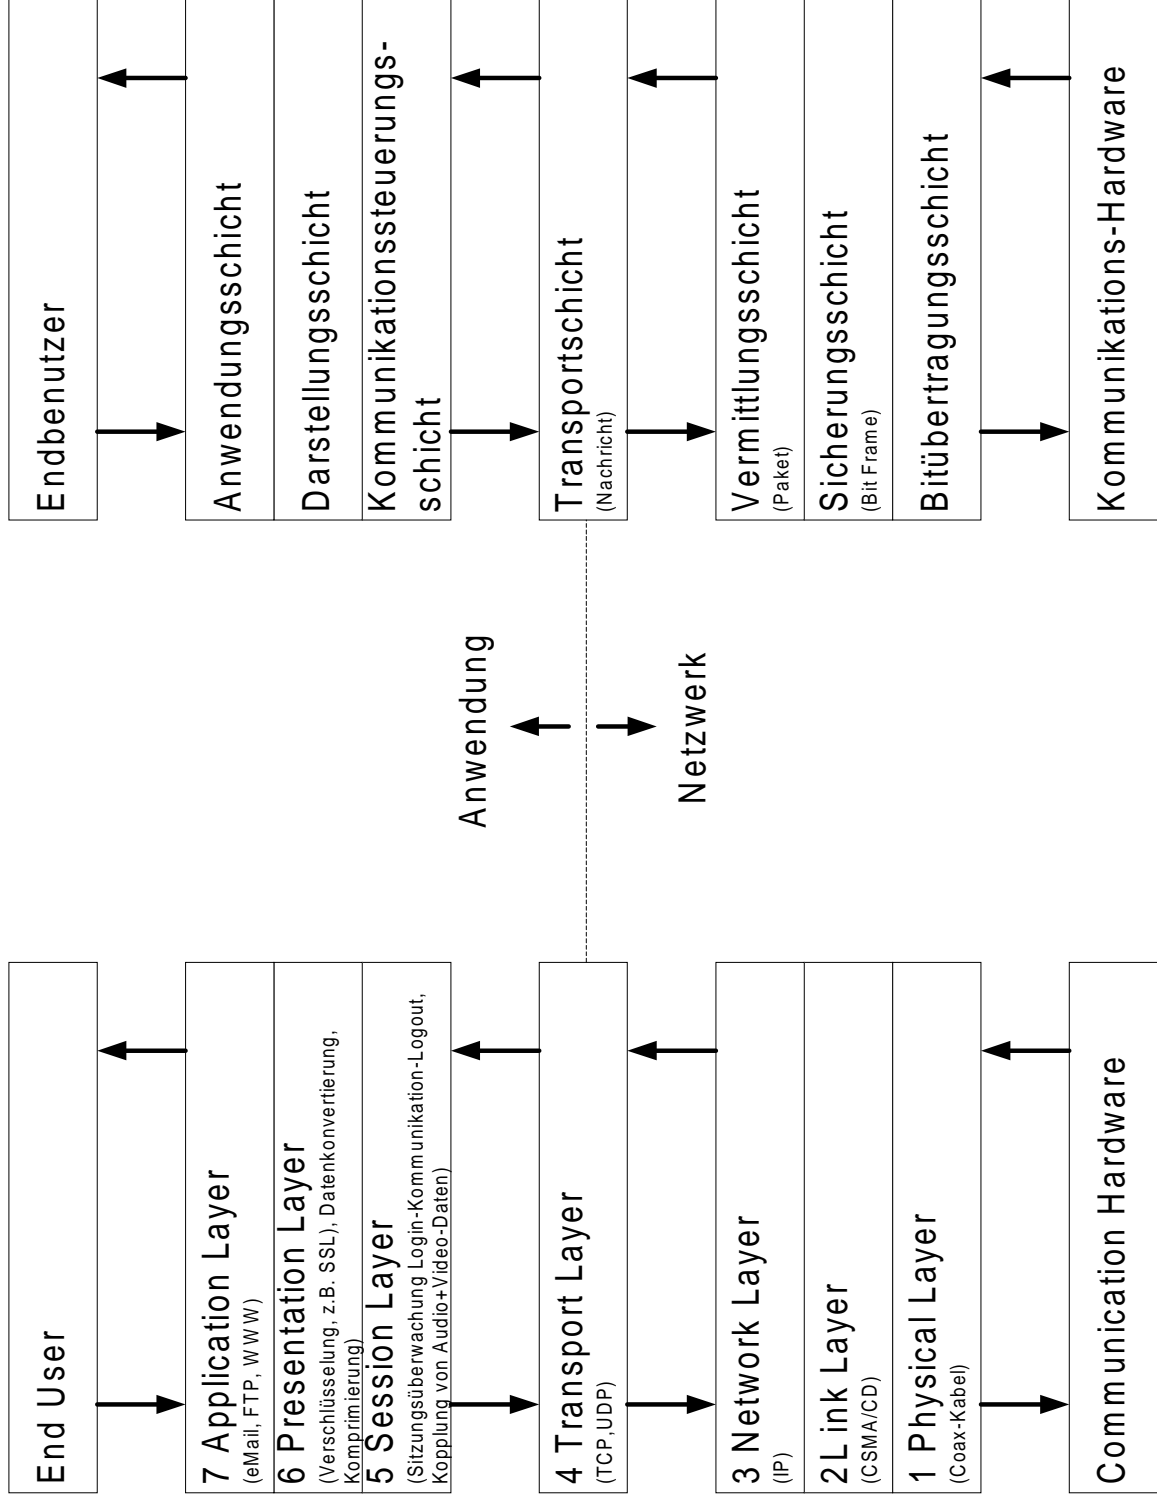 End User
7 Application Layer
(eMail, FTP, WWW)
6 Presentation Layer
(Verschlüsselung, z.B. SSL), Datenkonvertierung,
Komprimierung)
5 Session Layer
(Sitzungsüberwachung Login-Kommunikation-Logout,
Kopplung von Audio+Video-Daten)
4 Transport Layer
(TCP,UDP)
3 Network Layer
(IP)
2Link Layer
(CSMA/CD)
1 Physical Layer
(Coax-Kabel)
Communication Hardware
Anwendung
Netzwerk
Endbenutzer
Anwendungsschicht
Darstellungsschicht
Kommunikationssteuerungs-
schicht
Transportschicht
(Nachricht)
Vermittlungsschicht
(Paket)
Sicherungsschicht
(Bit Frame)
Bitübertragungsschicht
Kommunikations-Hardware